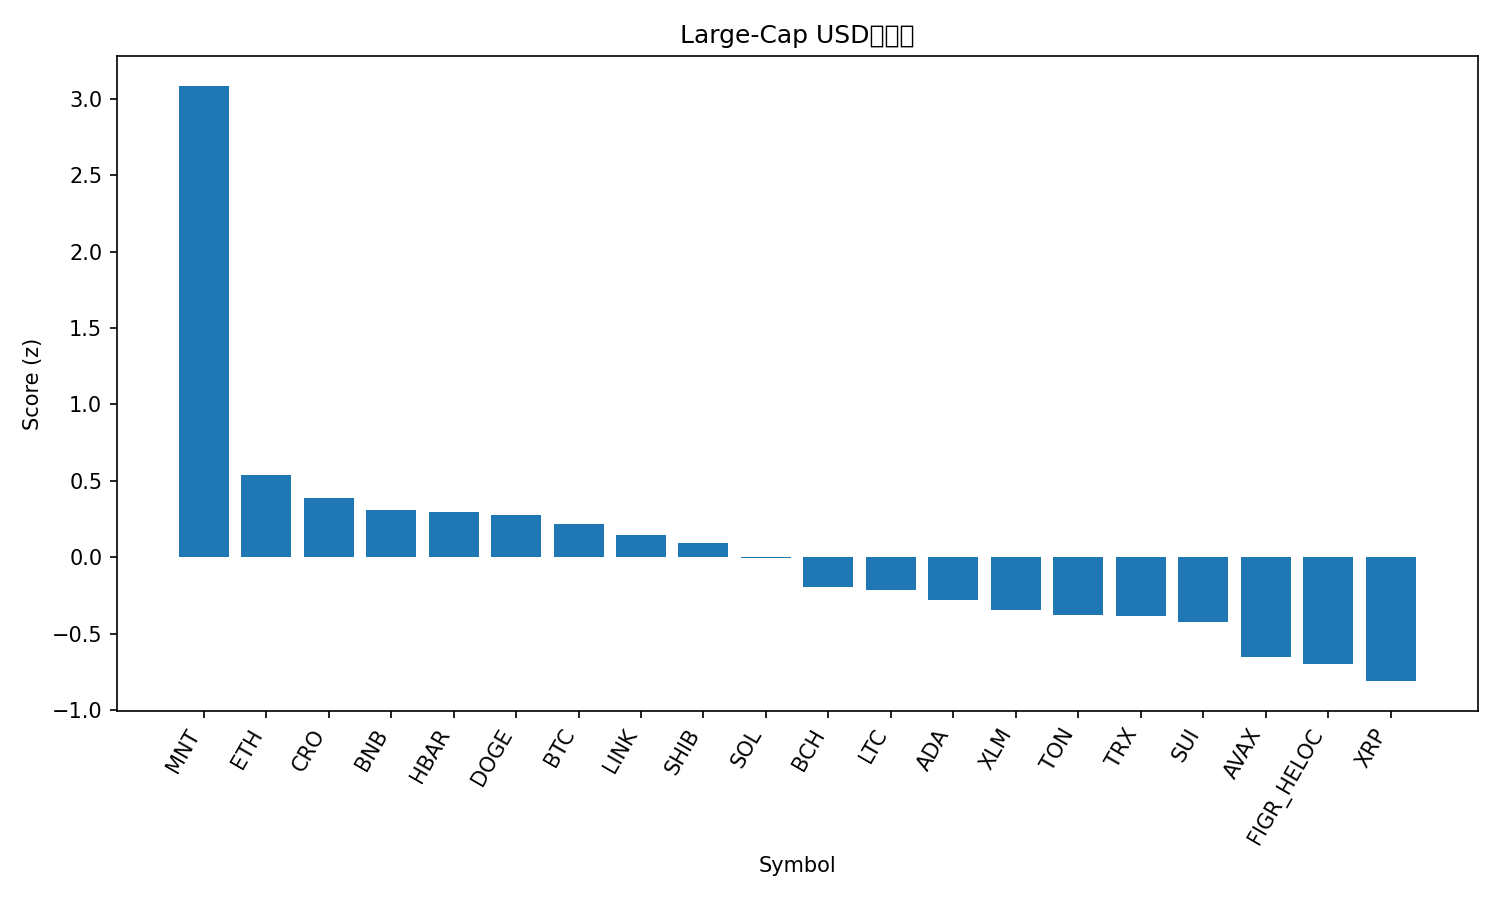 Large-Cap USD
Score (z)
3.0
2.5
2.0
1.5
1.0
0.5
0.0
−0.5
−1.0
MNT
ETH
CRO
BNB
HBAR
DOGE
BTC
LINK
SHIB
SOL
BCH
LTC
ADA
XLM
TON
TRX
SUI
AVAX
FIGR_HELOC
XRP
Symbol